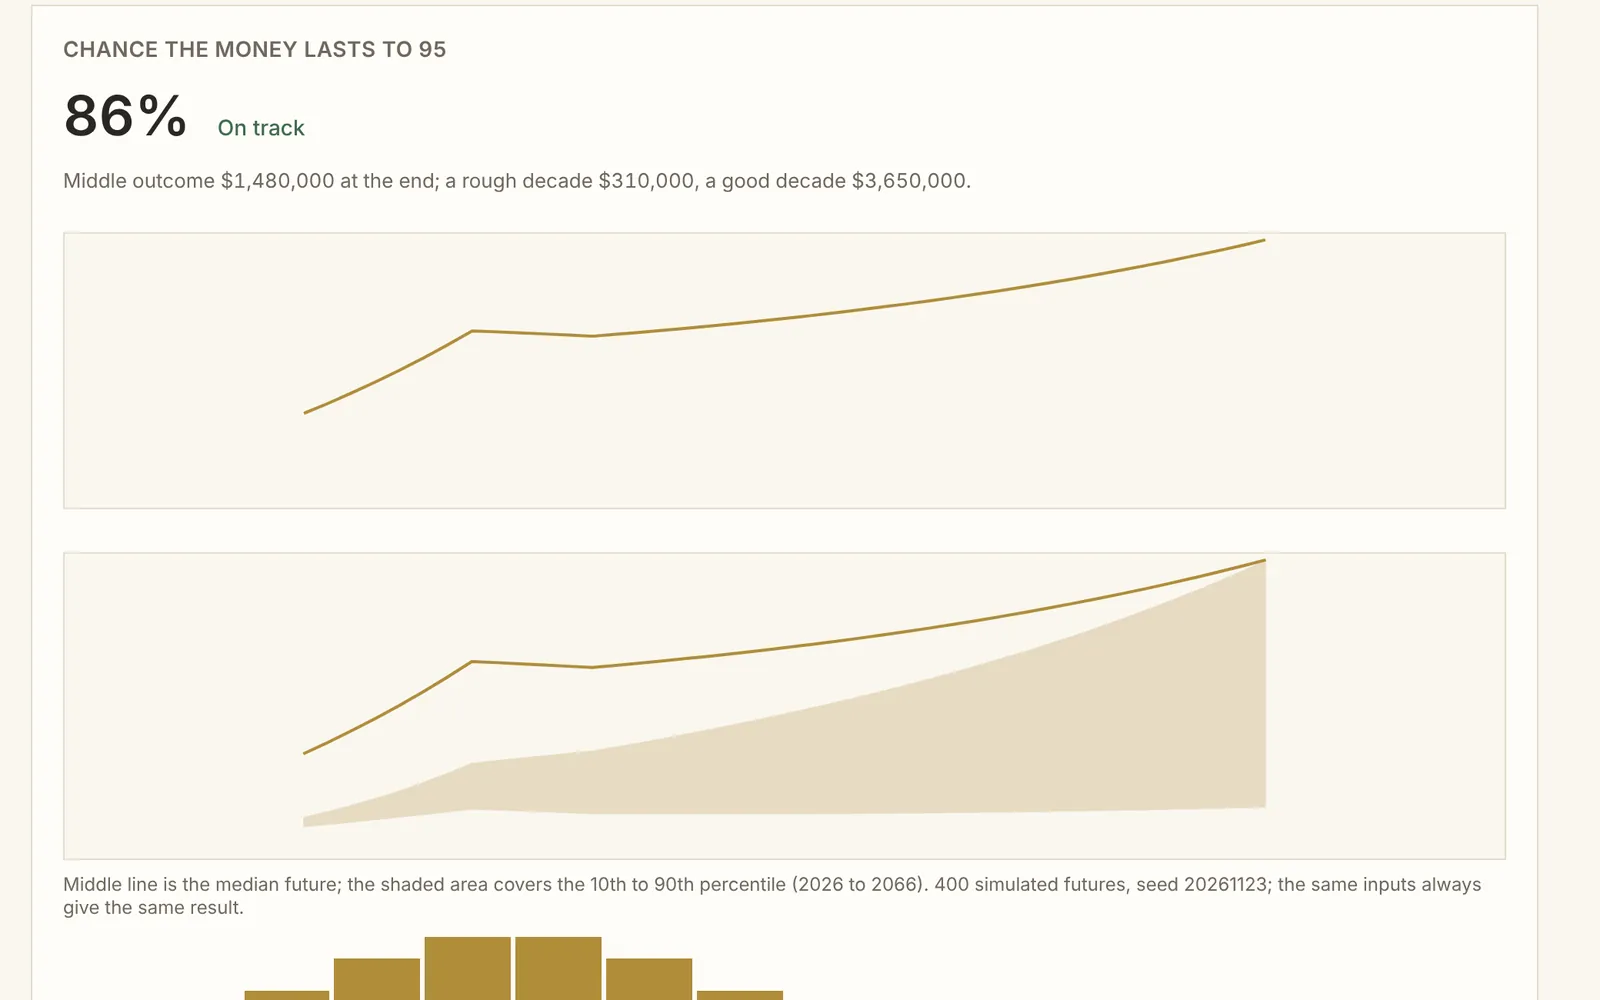 CHANCE THE MONEY LASTS TO 95
86% On track
Middle outcome $1,480,000 at the end; a rough decade $310,000, a good decade $3,650,000.
Middle line is the median future; the shaded area covers the 10th to 90th percentile (2026 to 2066). 400 simulated futures, seed 20261123; the same inputs always
give the same result.